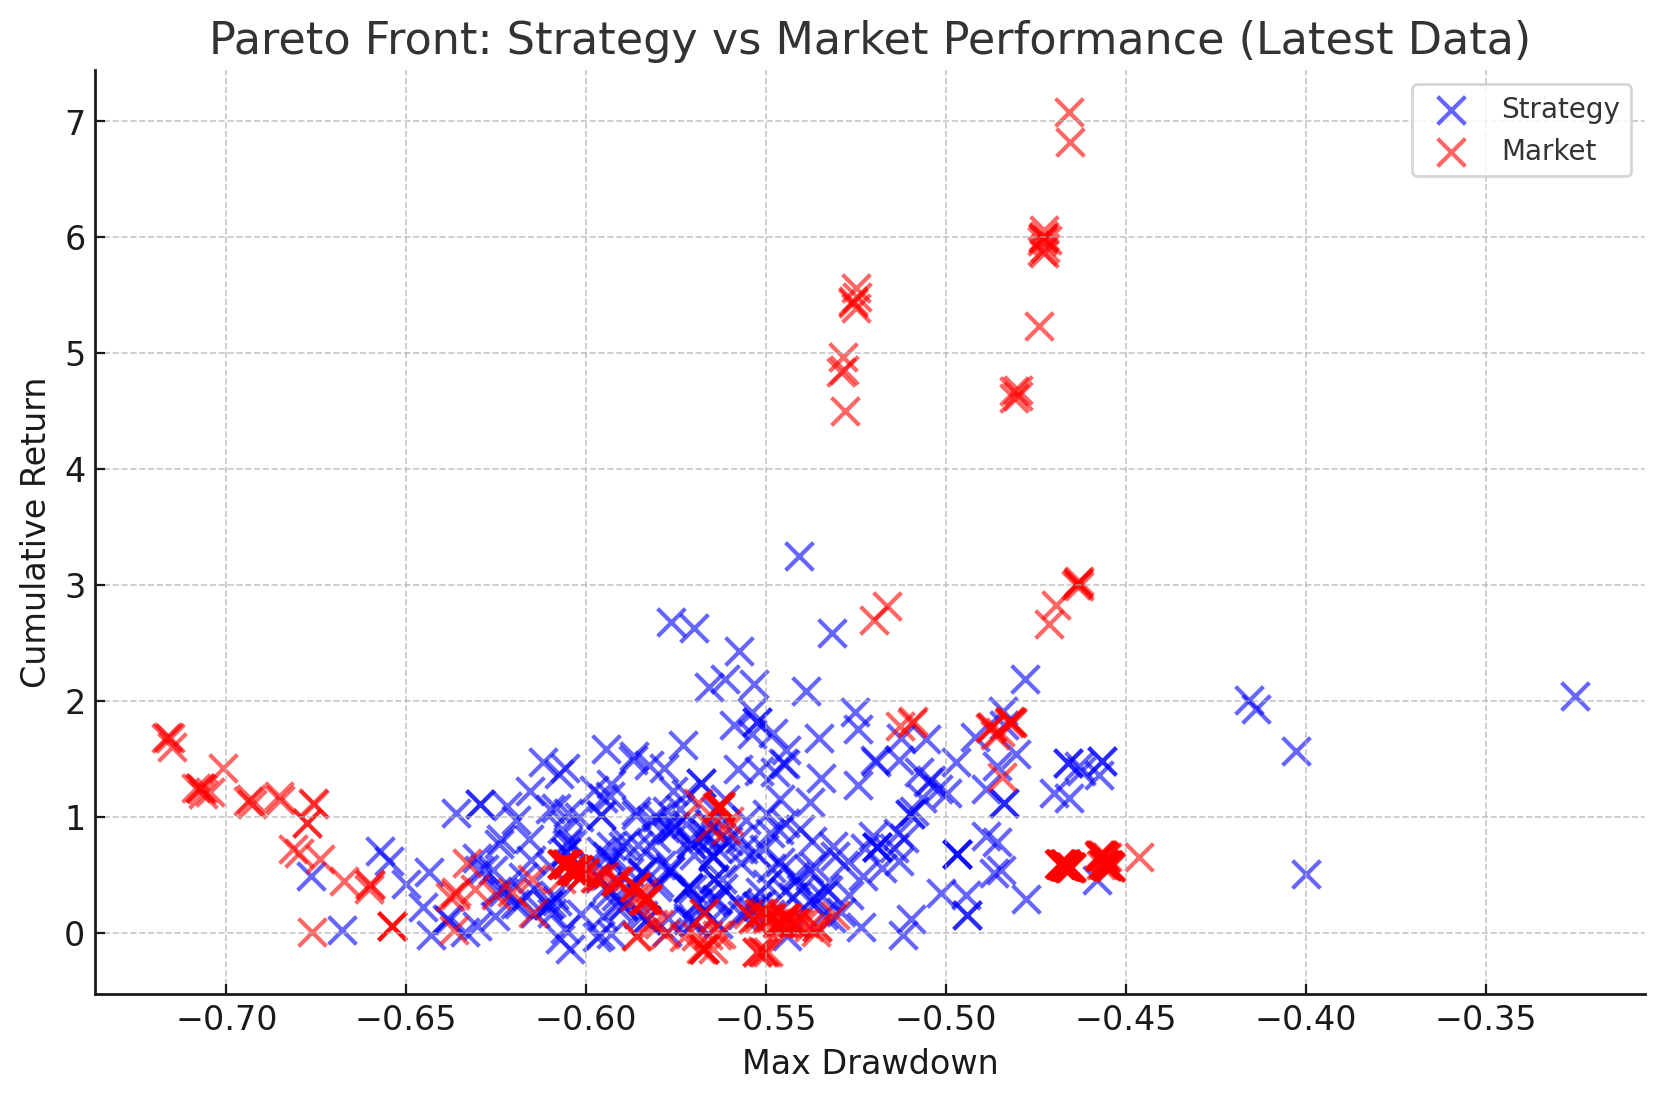 Pareto Front: Strategy vs Market Performance (Latest Data)
Strategy
Market
7
6
5
4
3
2
1
0
Cumulative Return
−0.70 −0.65 −0.60 −0.55 −0.50 −0.45 −0.40 −0.35
Max Drawdown